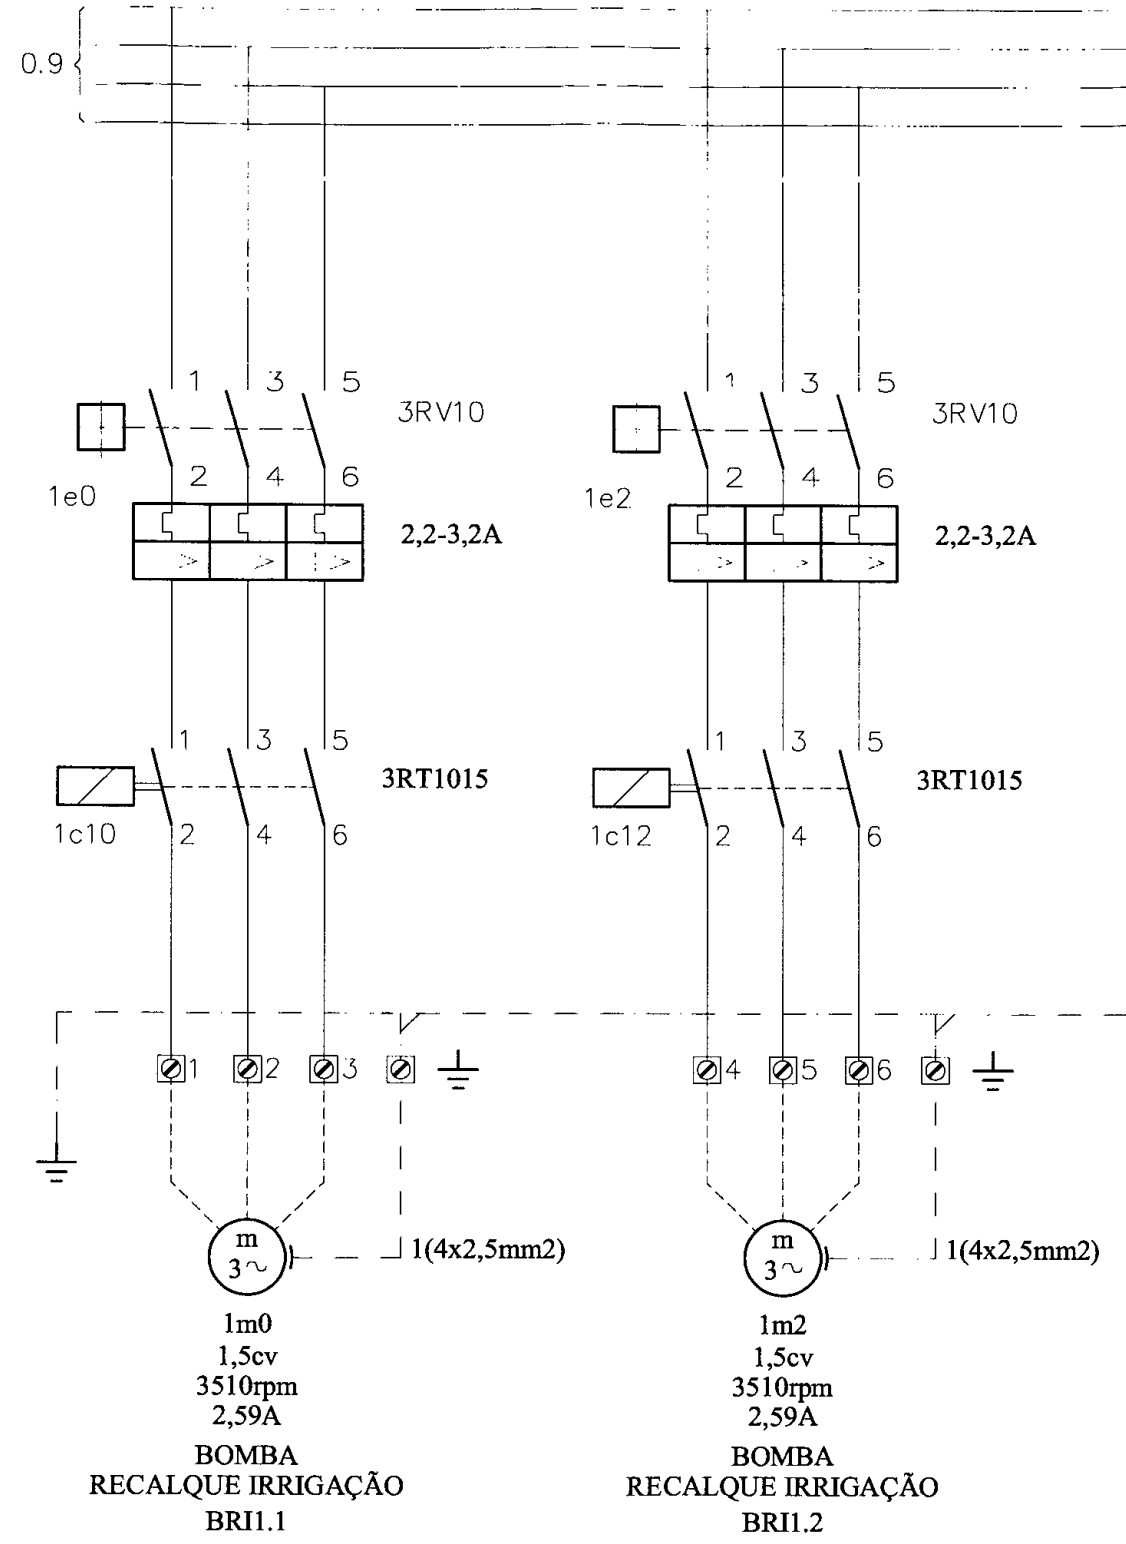 0.9
1 3 5
3RV10
2 4 6
1e0
2,2-3,2A
1 3 5
3RT1015
1c10
2 4 6
1 2 3
m
3~
1(4x2,5mm2)
1m0
1,5cv
3510rpm
2,59A
BOMBA
RECALQUE IRRIGAÇÃO
BRI1.1
1 3 5
3RV10
2 4 6
1e2
2,2-3,2A
1 3 5
3RT1015
1c12
2 4 6
4 5 6
m
3~
1(4x2,5mm2)
1m2
1,5cv
3510rpm
2,59A
BOMBA
RECALQUE IRRIGAÇÃO
BRI1.2